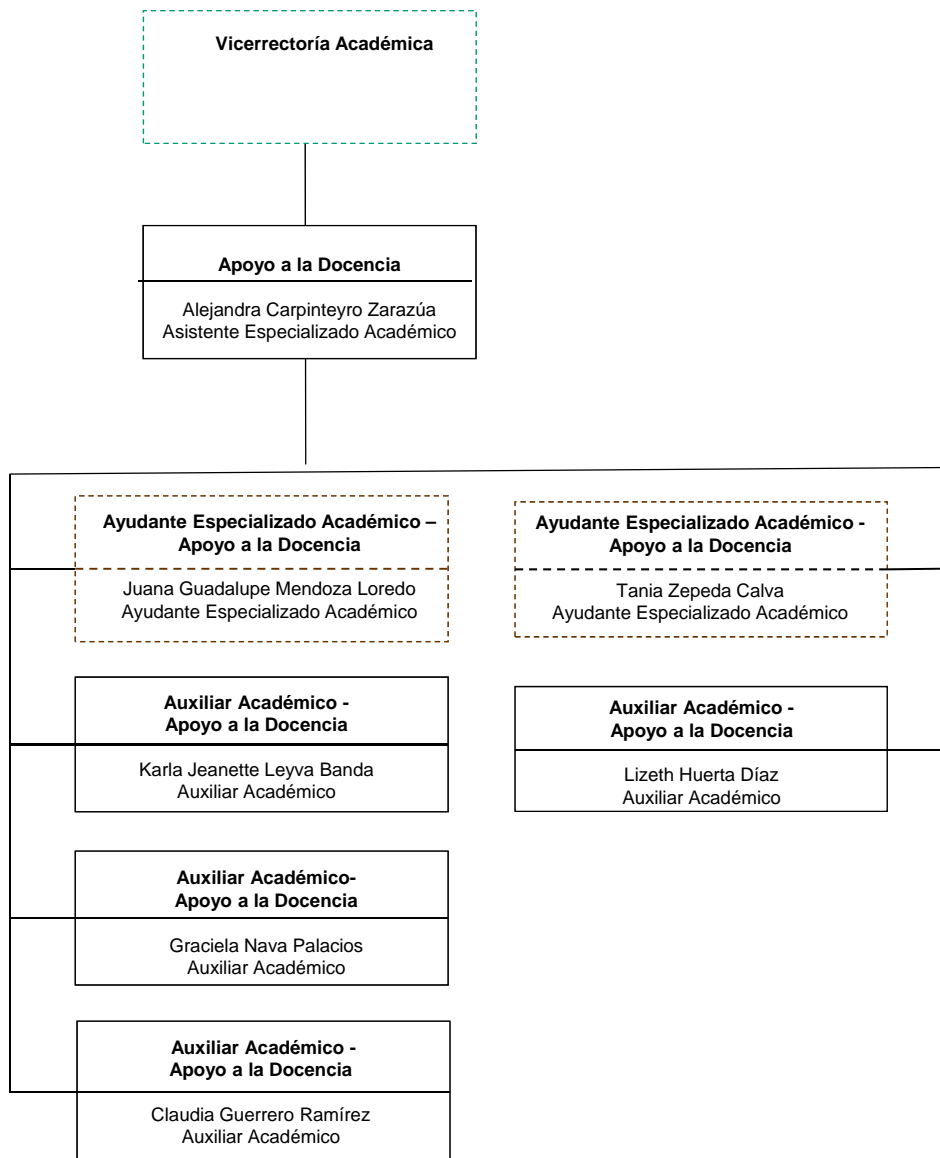 Vicerrectoría Académica
Apoyo a la Docencia
Alejandra Carpinteyro Zarazúa
Asistente Especializado Académico
Ayudante Especializado Académico –
Apoyo a la Docencia
Juana Guadalupe Mendoza Loredo
Ayudante Especializado Académico
Ayudante Especializado Académico -
Apoyo a la Docencia
Tania Zepeda Calva
Ayudante Especializado Académico
Auxiliar Académico -
Apoyo a la Docencia
Karla Jeanette Leyva Banda
Auxiliar Académico
Auxiliar Académico -
Apoyo a la Docencia
Lizeth Huerta Díaz
Auxiliar Académico
Auxiliar Académico-
Apoyo a la Docencia
Graciela Nava Palacios
Auxiliar Académico
Auxiliar Académico -
Apoyo a la Docencia
Claudia Guerrero Ramírez
Auxiliar Académico